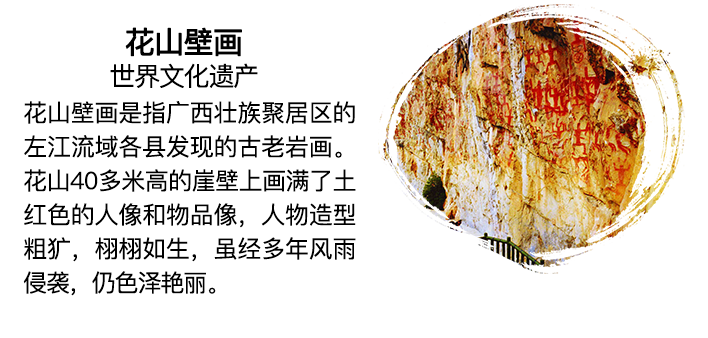 花山壁画
世界文化遗产
花山壁画是指广西壮族聚居区的
左江流域各县发现的古老岩画。
花山40多米高的崖壁上画满了土
红色的人像和物品像，人物造型
粗犷，栩栩如生，虽经多年风雨
侵袭，仍色泽艳丽。